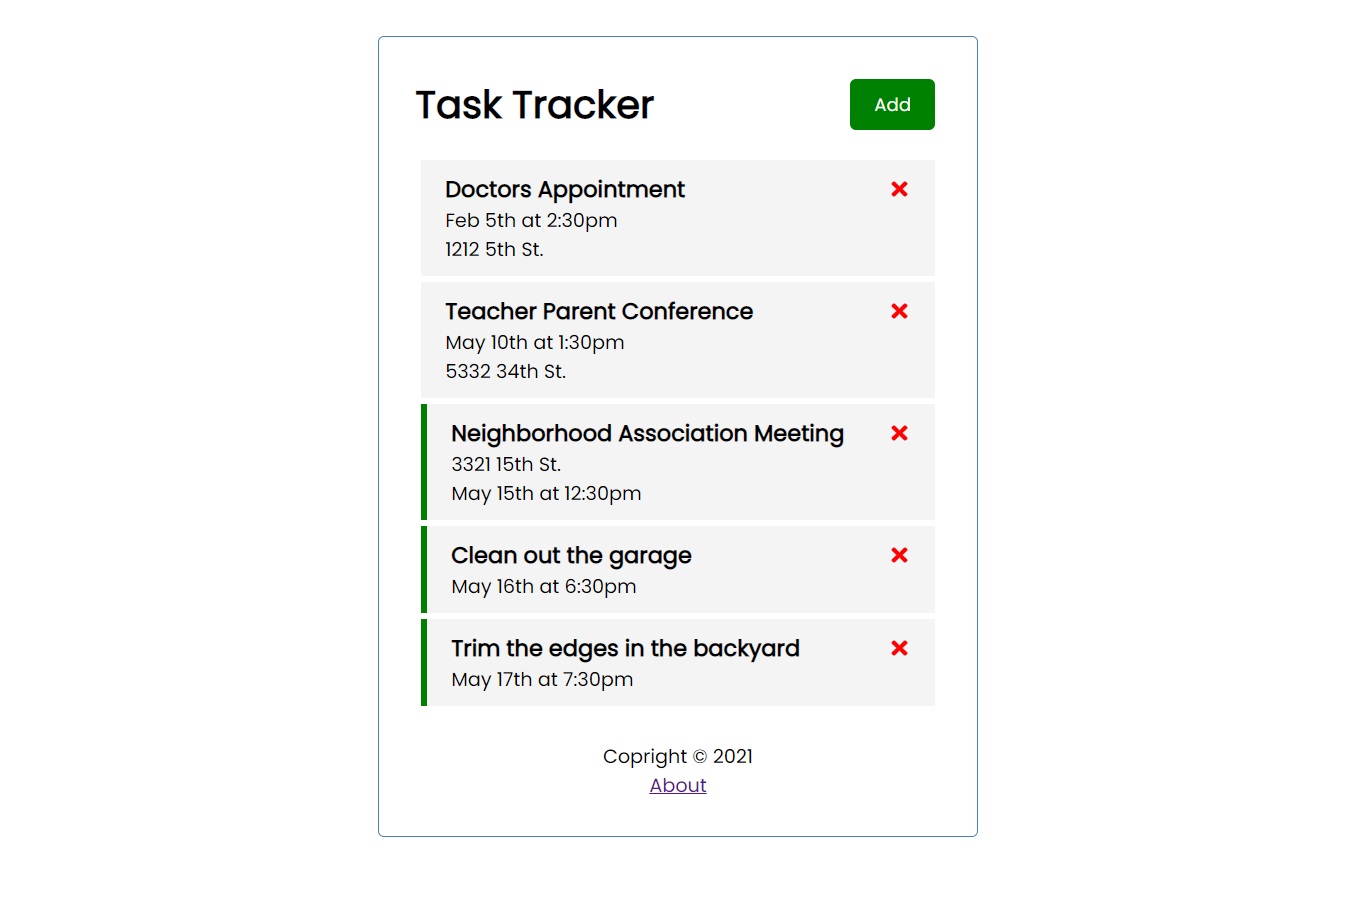 Task Tracker
Add
Doctors Appointment
Feb 5th at 2:30pm
1212 5th St.
Teacher Parent Conference
May 10th at 1:30pm
5332 34th St.
Neighborhood Association Meeting
3321 15th St.
May 15th at 12:30pm
Clean out the garage
May 16th at 6:30pm
Trim the edges in the backyard
May 17th at 7:30pm
Copright © 2021
About